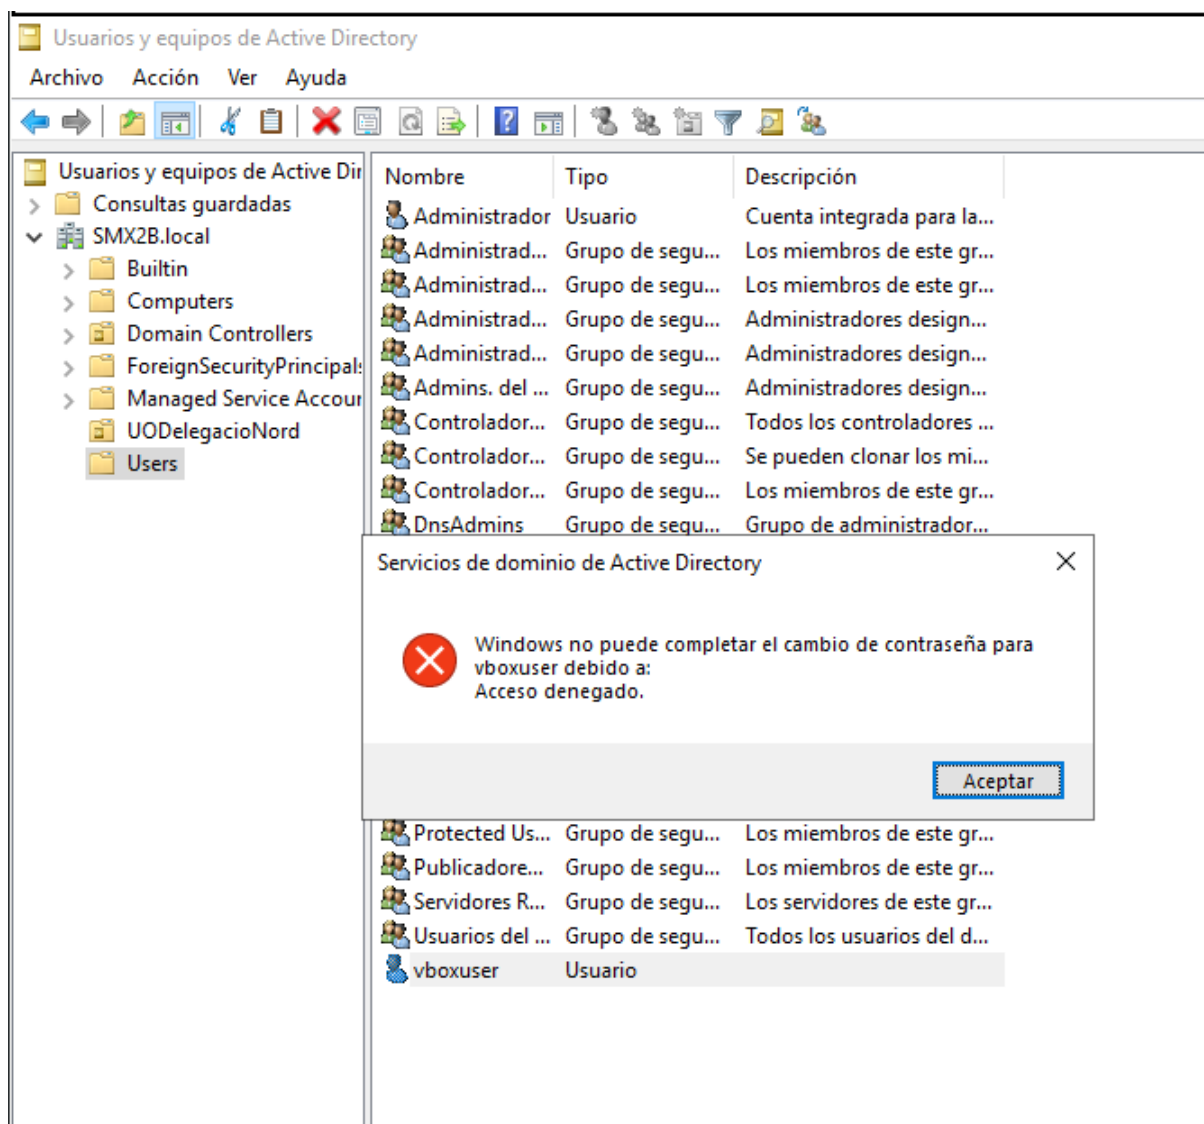 Usuarios y equipos de Active Directory
Archivo Acción Ver Ayuda
Usuarios y equipos de Active Dir
Consultas guardadas
SMX2B.local
Builtin
Computers
Domain Controllers
ForeignSecurityPrincipals
Managed Service Accour
UODelegacioNord
Users
Nombre Tipo Descripción
Administrador Usuario Cuenta integrada para la...
Administrad... Grupo de segu... Los miembros de este gr...
Administrad... Grupo de segu... Los miembros de este gr...
Administrad... Grupo de segu... Administradores design...
Administrad... Grupo de segu... Administradores design...
Admins. del ... Grupo de segu... Administradores design...
Controlador... Grupo de segu... Todos los controladores ...
Controlador... Grupo de segu... Se pueden clonar los mi...
Controlador... Grupo de segu... Los miembros de este gr...
DnsAdmins Grupo de segu... Grupo de administrador...
Servicios de dominio de Active Directory
Windows no puede completar el cambio de contraseña para
vboxuser debido a:
Acceso denegado.
Aceptar
Protected Us... Grupo de segu... Los miembros de este gr...
Publicadore... Grupo de segu... Los miembros de este gr...
Servidores R... Grupo de segu... Los servidores de este gr...
Usuarios del ... Grupo de segu... Todos los usuarios del d...
vboxuser Usuario